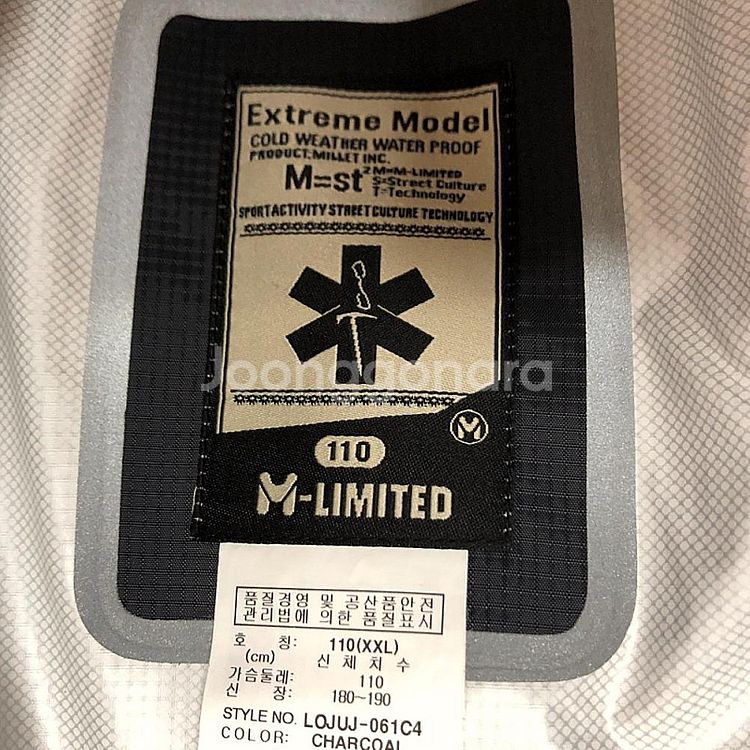 Extreme Model
COLD WEATHER WATER PROOF
PRODUCT.MILLET INC.
M=st² M=M-LIMITED
S=Street Culture
T=Technology
SPORT ACTIVITY STREET CULTURE TECHNOLOGY
Joonggonara
M
110
M-LIMITED
품질경영 및 공산품안전
관리법에 의한 품질표시
호 칭: 110(XXL)
(cm) 신체치수
가슴둘레: 110
신 장: 180~190
STYLE NO. LOJUJ-061C4
COLOR: CHARCOAL